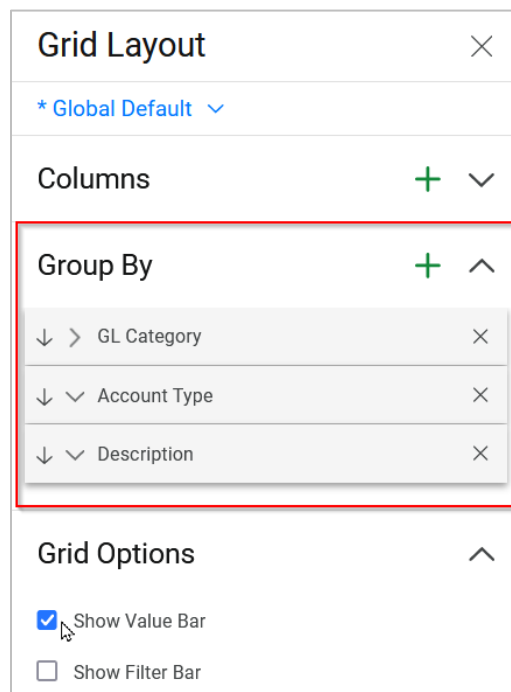 Grid Layout
* Global Default
Columns
Group By
GL Category
Account Type
Description
Grid Options
Show Value Bar
Show Filter Bar